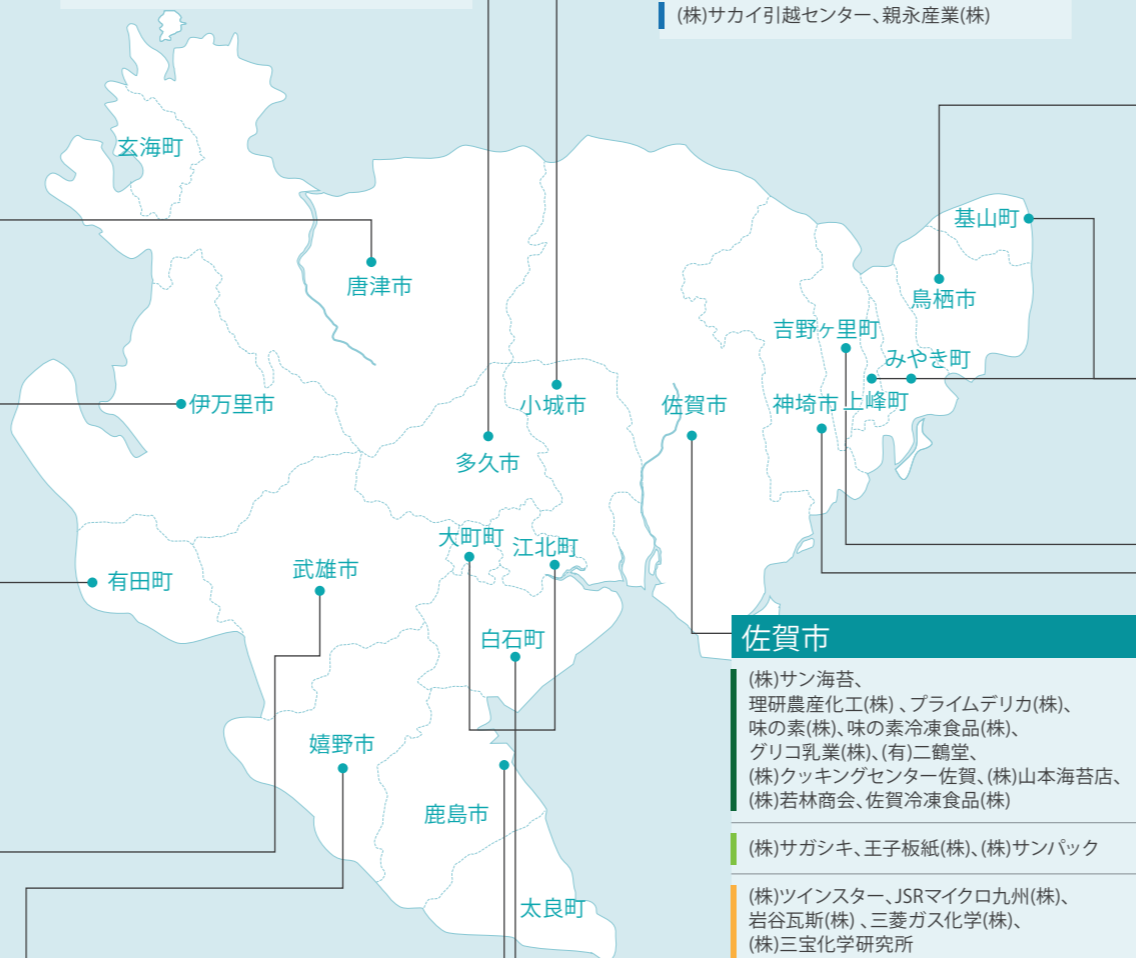 (株)サカイ引越センター、親永産業(株)
玄海町
基山町
唐津市
鳥栖市
吉野ヶ里町
みやき町
伊万里市
小城市
佐賀市
神埼市
上峰町
多久市
大町町
江北町
有田町
武雄市
白石町
嬉野市
鹿島市
太良町
佐賀市
(株)サン海苔、
理研農産化工(株)、プライムデリカ(株)、
味の素(株)、味の素冷凍食品(株)、
グリコ乳業(株)、(有)二鶴堂、
(株)クッキングセンター佐賀、(株)山本海苔店、
(株)若林商会、佐賀冷凍食品(株)
(株)サガシキ、王子板紙(株)、(株)サンパック
(株)ツインスター、JSRマイクロ九州(株)、
岩谷瓦斯(株)、三菱ガス化学(株)、
(株)三宝化学研究所